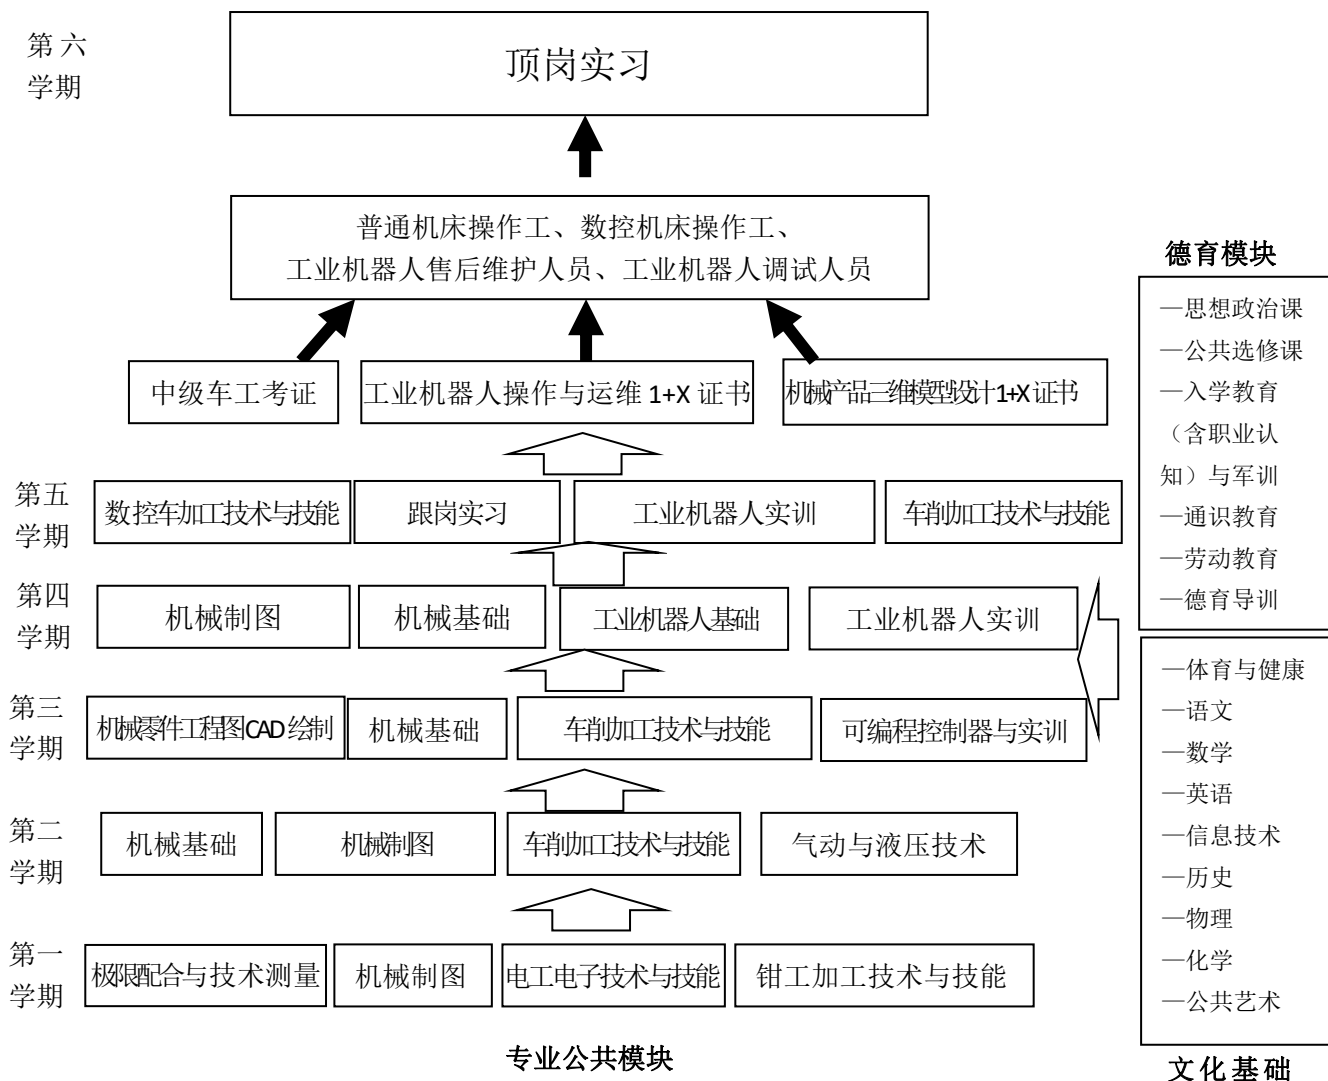 第六
学期
顶岗实习
普通机床操作工、数控机床操作工、
工业机器人售后维护人员、工业机器人调试人员
中级车工考证
工业机器人操作与运维 1+X 证书
机械产品三维模型设计 1+X 证书
第五
学期
数控车加工技术与技能
跟岗实习
工业机器人实训
车削加工技术与技能
第四
学期
机械制图
机械基础
工业机器人基础
工业机器人实训
第三
学期
机械零件工程图 CAD 绘制
机械基础
车削加工技术与技能
可编程控制器与实训
第二
学期
机械基础
机械制图
车削加工技术与技能
气动与液压技术
第一
学期
极限配合与技术测量
机械制图
电工电子技术与技能
钳工加工技术与技能
专业公共模块
德育模块
—思想政治课
—公共选修课
—入学教育
（含职业认
知）与军训
—通识教育
—劳动教育
—德育导训
—体育与健康
—语文
—数学
—英语
—信息技术
—历史
—物理
—化学
—公共艺术
文化基础